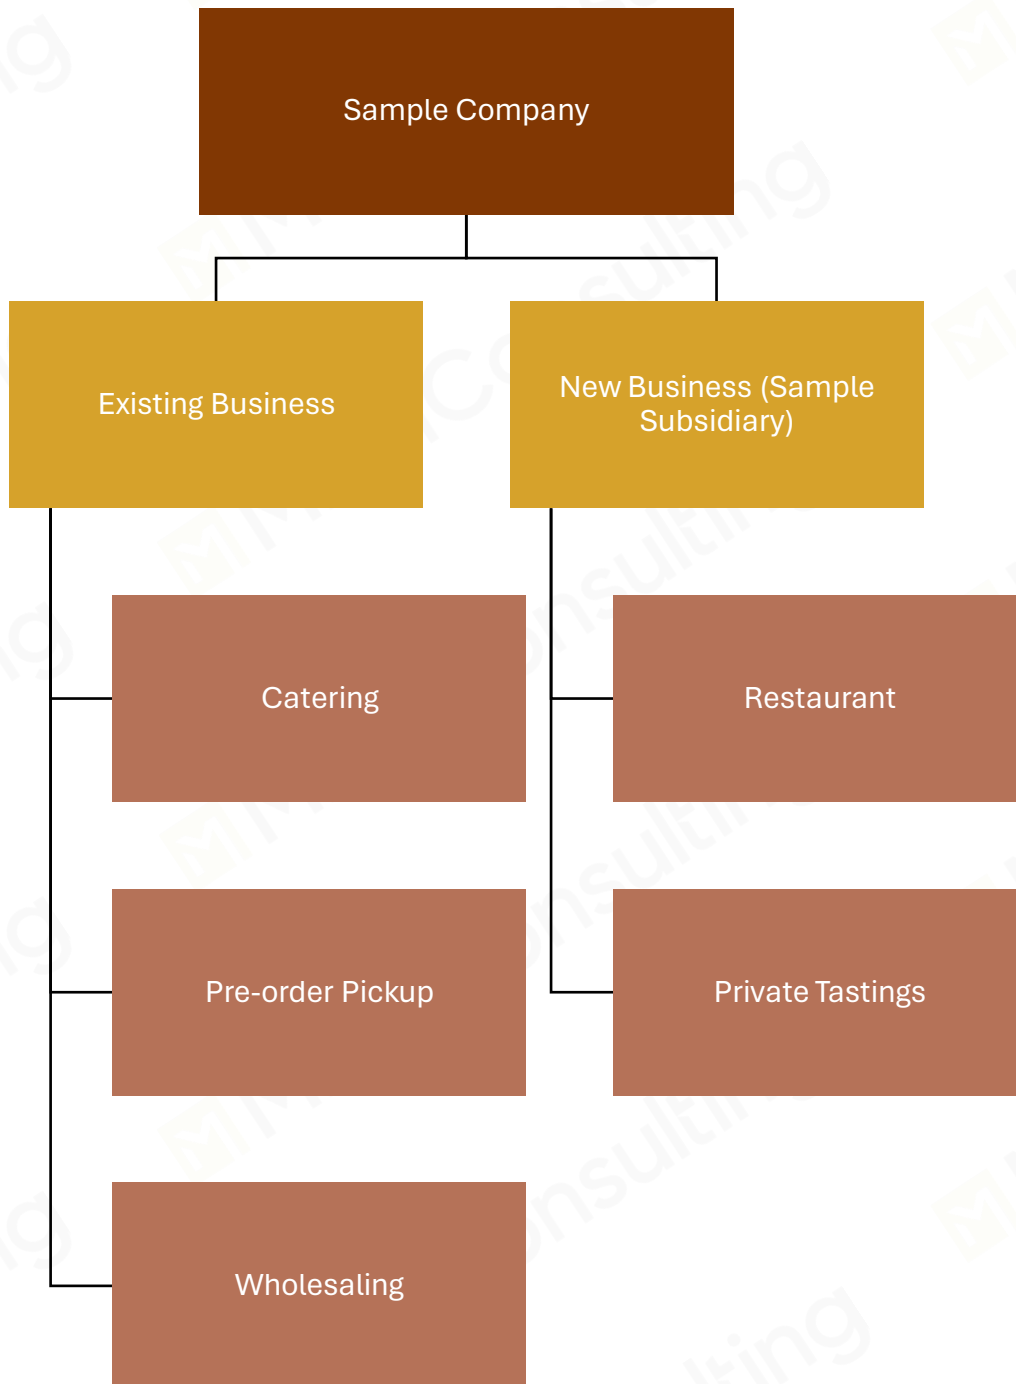 Sample Company
Existing Business
New Business (Sample
Subsidiary)
Catering
Restaurant
Pre-order Pickup
Private Tastings
Wholesaling